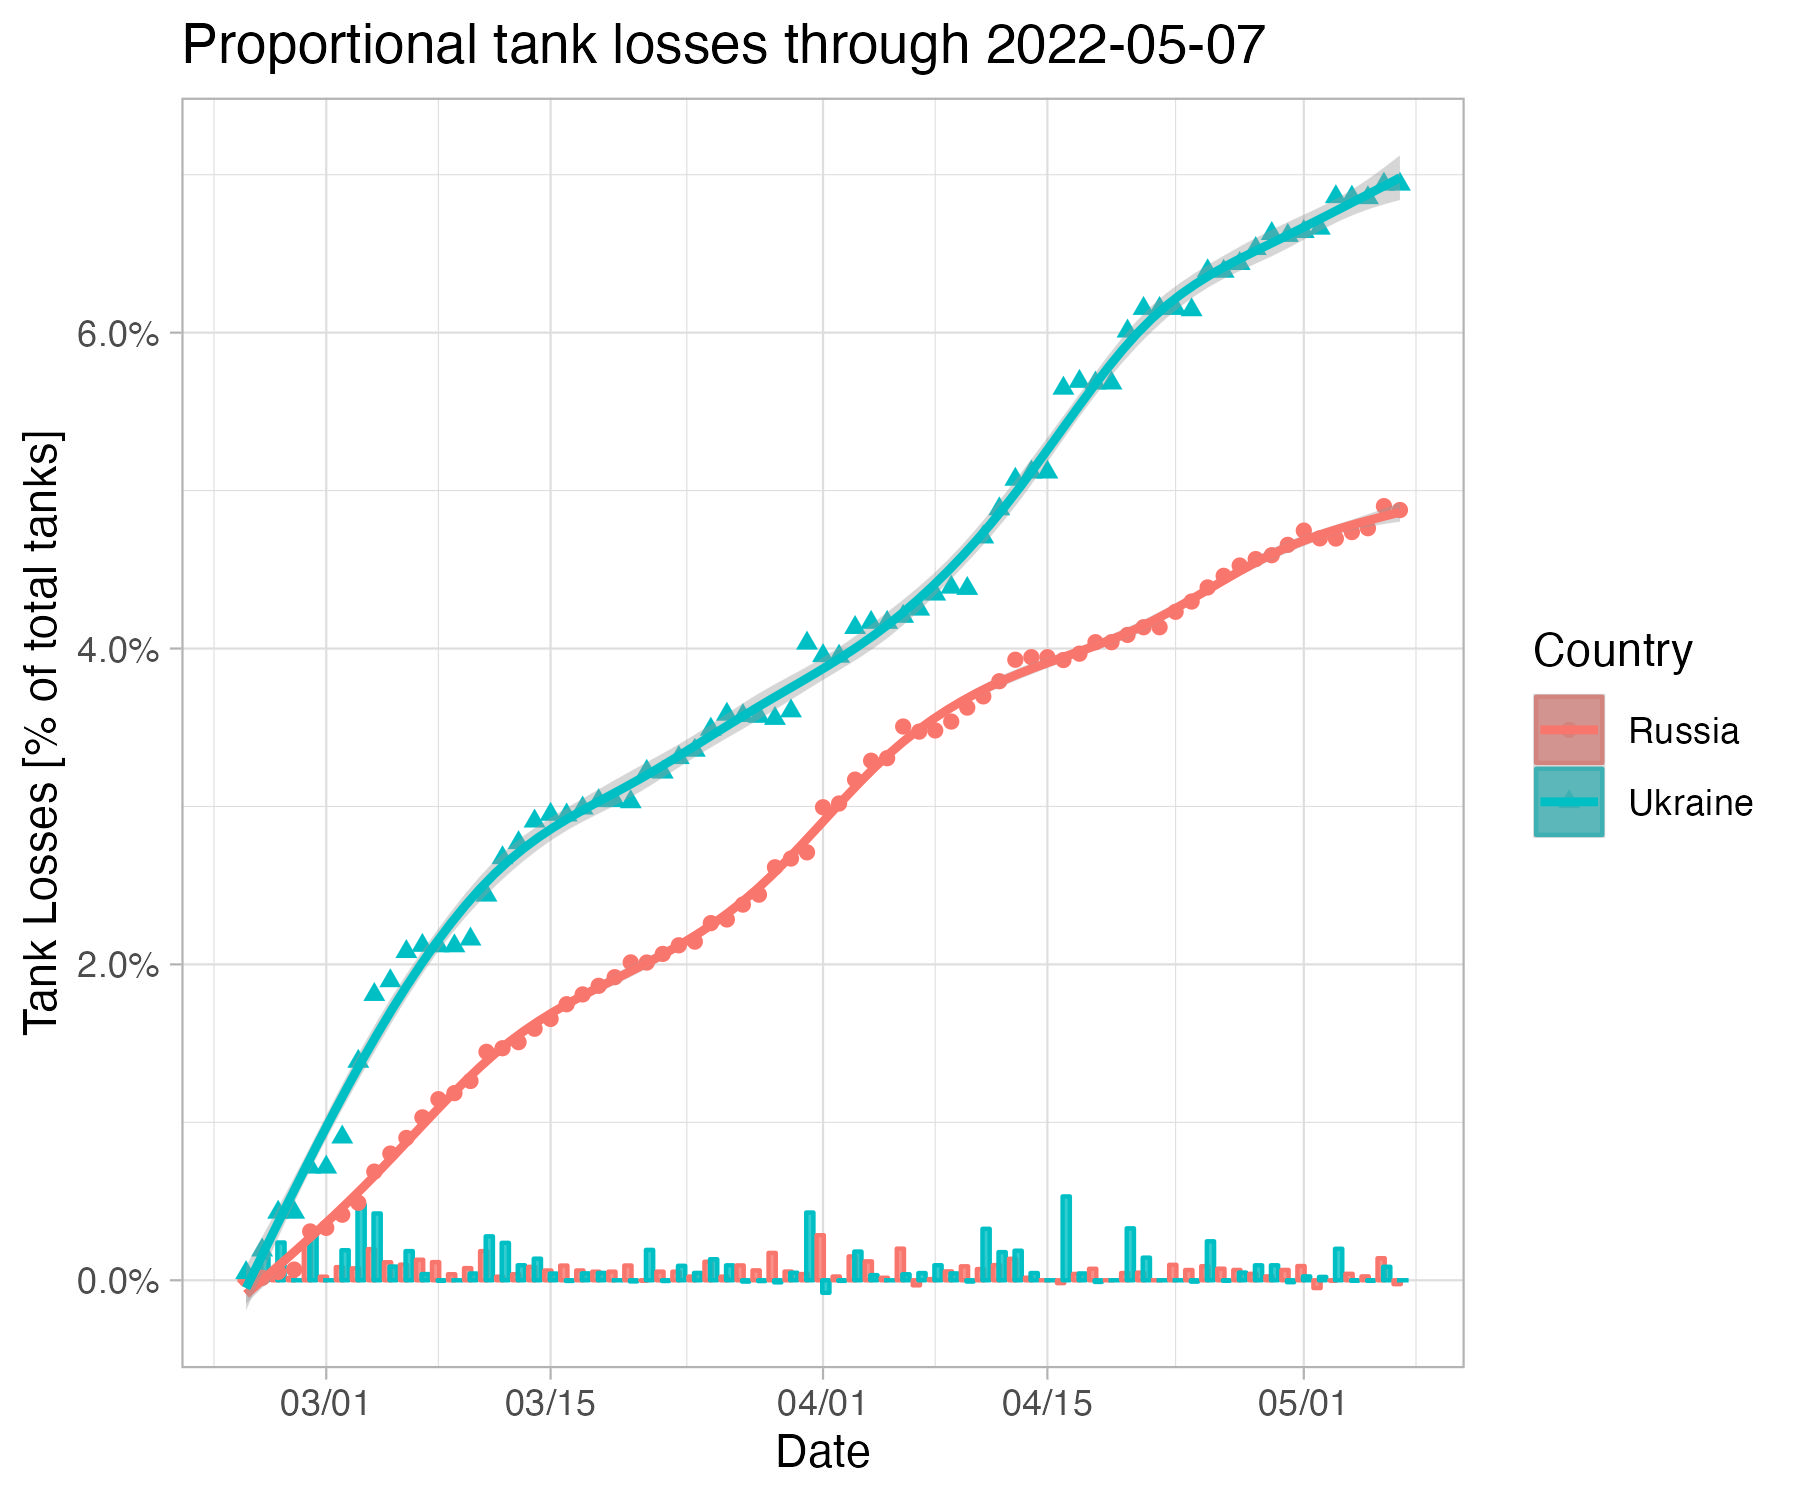 Proportional tank losses through 2022-05-07
Tank Losses [% of total tanks]
6.0%
4.0%
2.0%
0.0%
03/01
03/15
04/01
04/15
05/01
Date
Country
Russia
Ukraine